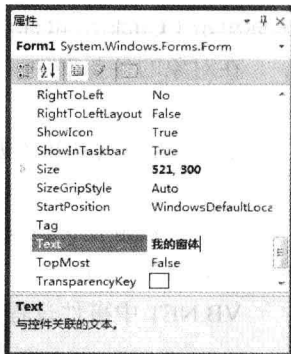 属性
Form1 System.Windows.Forms.Form
RightToLeft No
RightToLeftLayout False
ShowIcon True
ShowInTaskbar True
Size 521, 300
SizeGripStyle Auto
StartPosition WindowsDefaultLoca
Tag
Text 我的窗体
TopMost False
TransparencyKey
Text
与控件关联的文本。